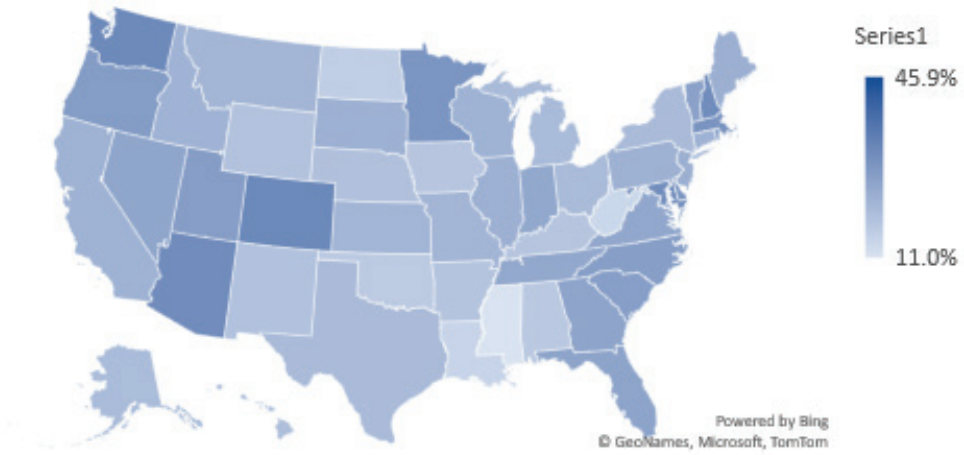 Series1
45.9%
11.0%
Powered by Bing
© GeoNames, Microsoft, TomTom